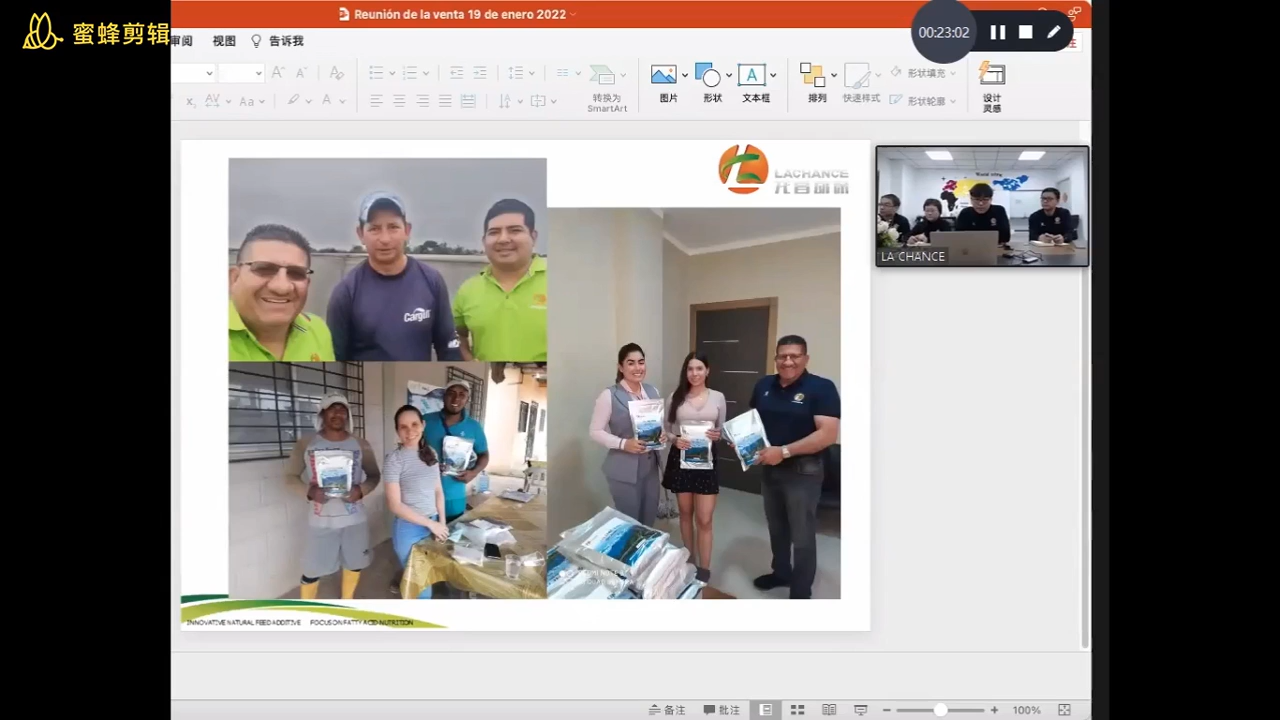 蜜蜂剪辑
Reunión de la venta 19 de enero 2022
00:23:02
审阅
视图
告诉我
转换为
SmartArt
图片
形状
文本框
排列
快速样式
形状填充
形状轮廓
设计
灵感
LACHANCE
Cargill
LA CHANCE
INNOVATIVE NATURAL FEED ADDITIVE FOCUS ON FATTY ACID NUTRITION
备注
批注
100%